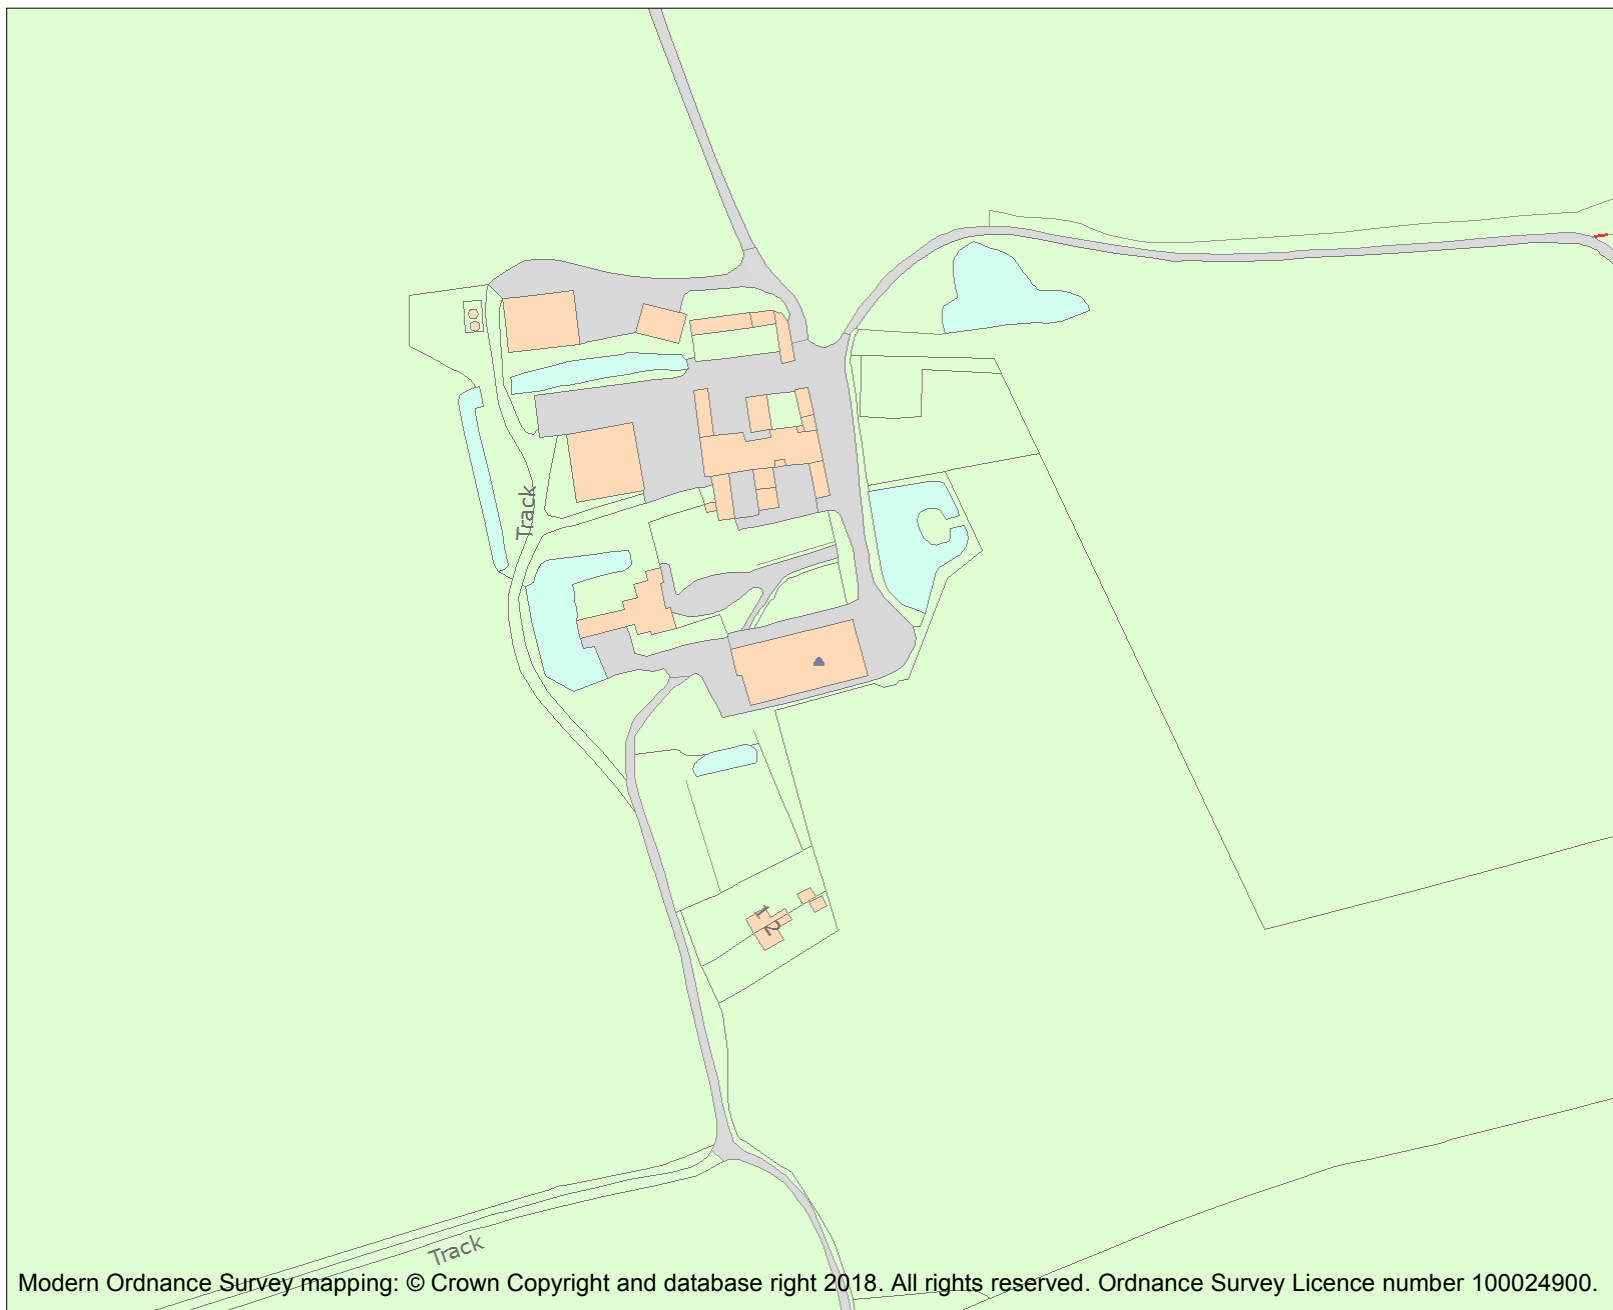 Track
1
2
Track
Modern Ordnance Survey mapping: © Crown Copyright and database right 2018. All rights reserved. Ordnance Survey Licence number 100024900.